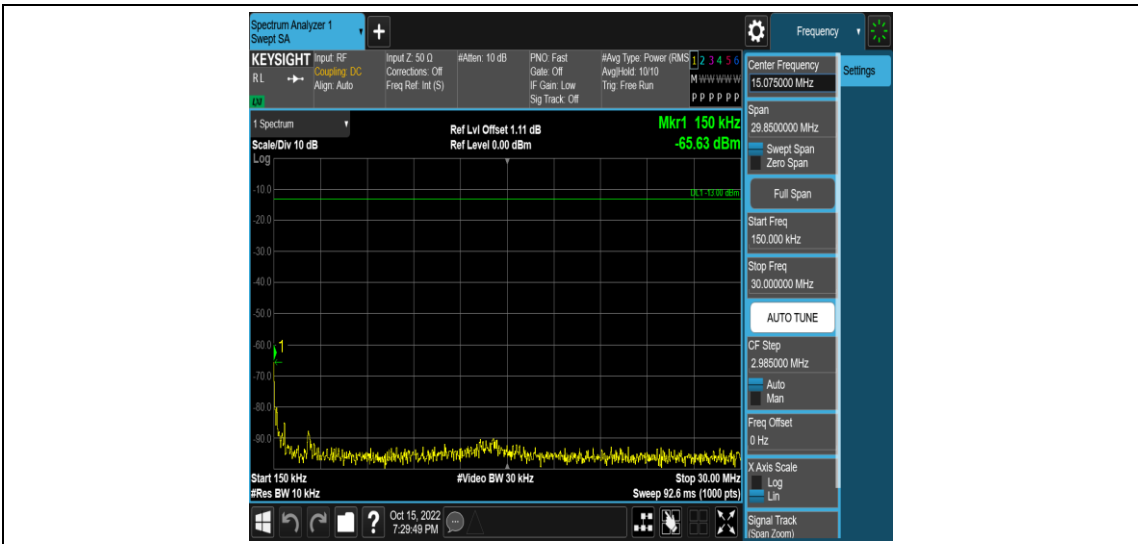 Spectrum Analyzer 1
Swept SA
+
Frequency
KEYSIGHT
RL
LXI
Input: RF
Coupling: DC
Align: Auto
Input Z: 50 Ω
Corrections: Off
Freq Ref: Int (S)
#Atten: 10 dB
PNO: Fast
Gate: Off
IF Gain: Low
Sig Track: Off
#Avg Type: Power (RMS
Avg|Hold: 10/10
Trig: Free Run
1 2 3 4 5 6
M W W W W W
P P P P P P
1 Spectrum
Scale/Div 10 dB
Log
Ref Lvl Offset 1.11 dB
Ref Level 0.00 dBm
Mkr1 150 kHz
-65.63 dBm
DL1 -13.00 dBm
-10.0
-20.0
-30.0
-40.0
-50.0
-60.0
1
-70.0
-80.0
-90.0
Start 150 kHz
#Res BW 10 kHz
#Video BW 30 kHz
Stop 30.00 MHz
Sweep 92.6 ms (1000 pts)
?
Oct 15, 2022
7:29:49 PM
Center Frequency
15.075000 MHz
Settings
Span
29.8500000 MHz
Swept Span
Zero Span
Full Span
Start Freq
150.000 kHz
Stop Freq
30.000000 MHz
AUTO TUNE
CF Step
2.985000 MHz
Auto
Man
Freq Offset
0 Hz
X Axis Scale
Log
Lin
Signal Track
(Span Zoom)